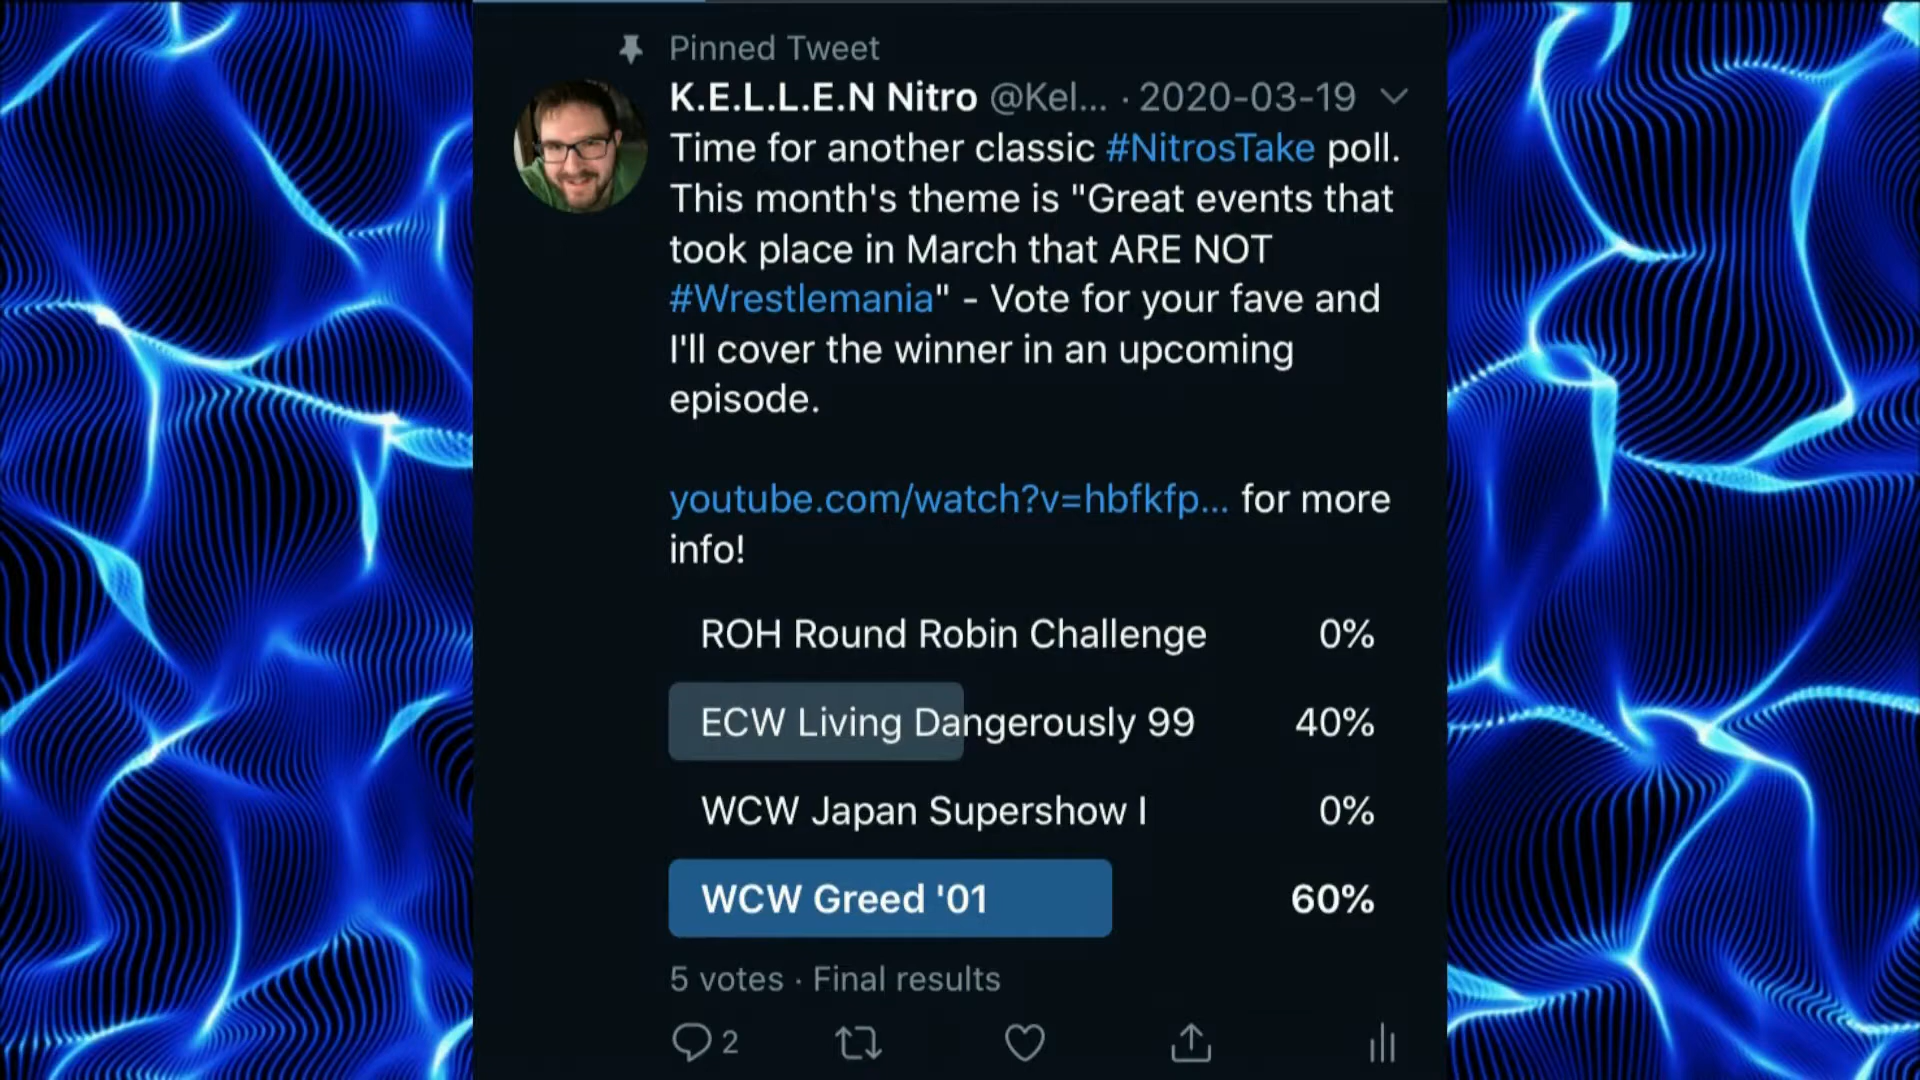 Pinned Tweet
K.E.L.L.E.N Nitro @Kel... · 2020-03-19
Time for another classic #NitrosTake poll.
This month's theme is "Great events that
took place in March that ARE NOT
#Wrestlemania" - Vote for your fave and
I'll cover the winner in an upcoming
episode.
youtube.com/watch?v=hbfkfp... for more
info!
ROH Round Robin Challenge 0%
ECW Living Dangerously 99 40%
WCW Japan Supershow I 0%
WCW Greed '01 60%
5 votes · Final results
2